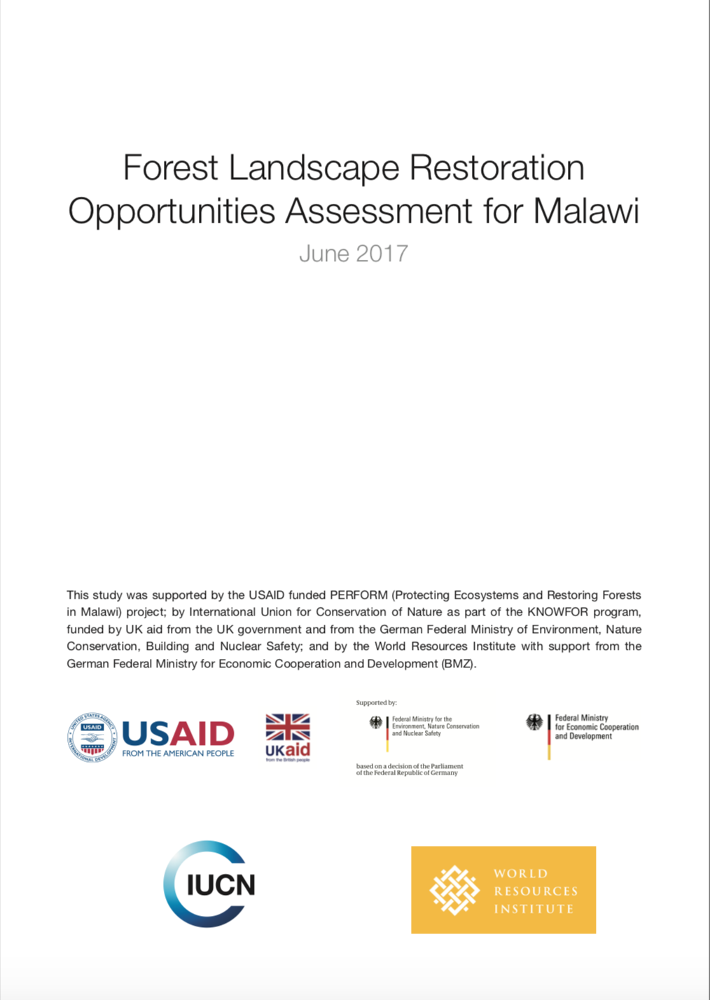 Forest Landscape Restoration
Opportunities Assessment for Malawi
June 2017
This study was supported by the USAID funded PERFORM (Protecting Ecosystems and Restoring Forests
in Malawi) project; by International Union for Conservation of Nature as part of the KNOWFOR program,
funded by UK aid from the UK government and from the German Federal Ministry of Environment, Nature
Conservation, Building and Nuclear Safety; and by the World Resources Institute with support from the
German Federal Ministry for Economic Cooperation and Development (BMZ).
UNITED STATES AGENCY
USAID
INTERNATIONAL DEVELOPMENT
USAID
FROM THE AMERICAN PEOPLE
UKaid
from the British people
Supported by:
Federal Ministry for the
Environment, Nature Conservation
and Nuclear Safety
based on a decision of the Parliament
of the Federal Republic of Germany
Federal Ministry
for Economic Cooperation
and Development
IUCN
WORLD
RESOURCES
INSTITUTE